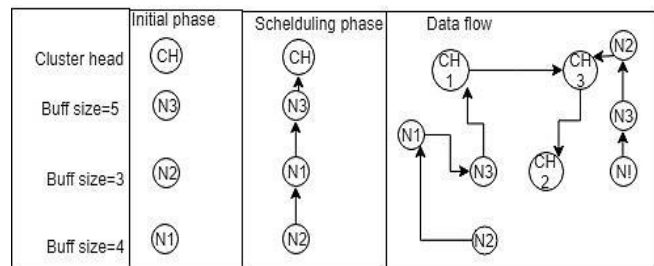 Initial phase
Schelduling phase
Data flow
Cluster head
CH
CH
CH
1
CH
3
N2
Buff size=5
N3
N3
N3
N1
Buff size=3
N2
N1
N3
CH
2
N!
Buff size=4
N1
N2
N2